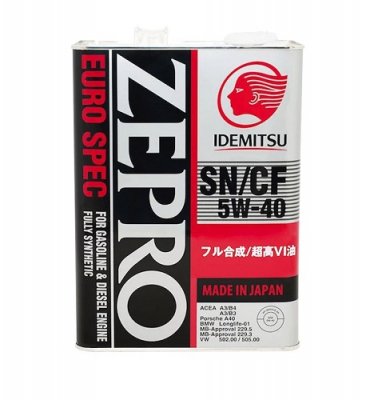 EURO SPEC
FOR GASOLINE & DIESEL ENGINE
FULLY SYNTHETIC
ZEPRO
IDEMITSU
SN/CF
5W-40
フル合成/超高VI油
MADE IN JAPAN
ACEA A3/B4
A3/B3
Porsche A40
BMW Longlife-01
MB-Approval 229.5
MB-Approval 229.3
VW 502.00 / 505.00